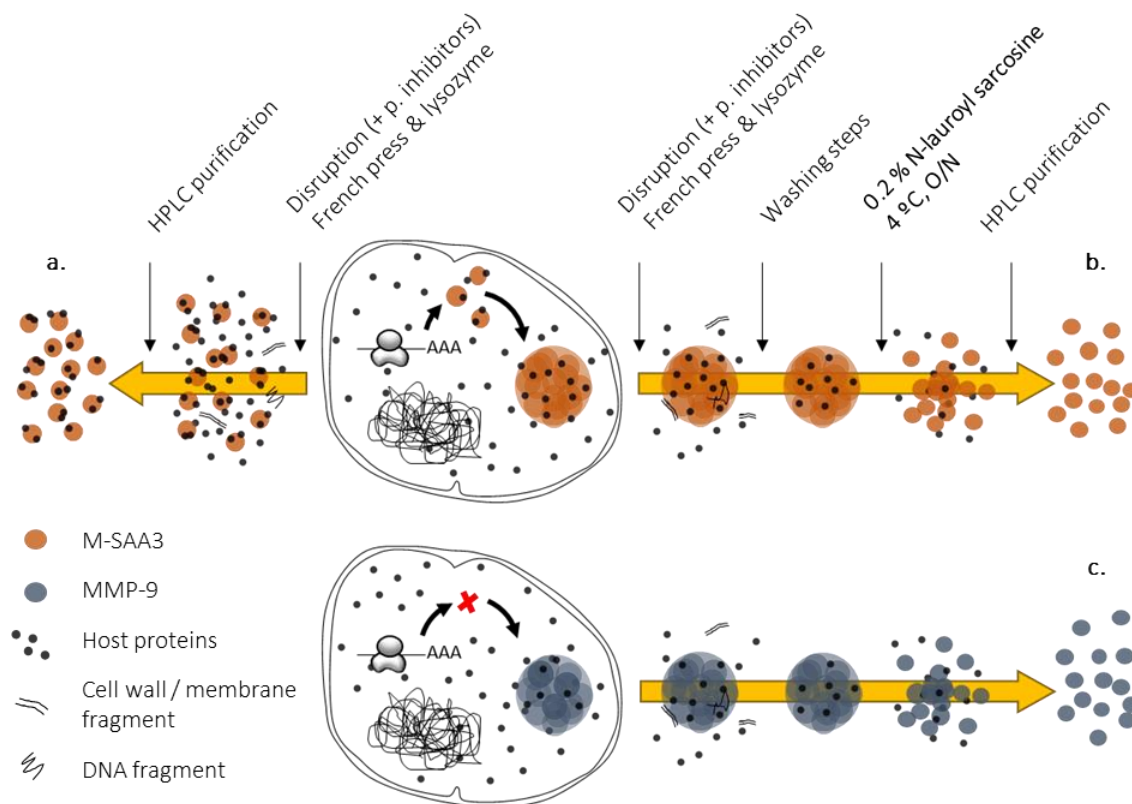 HPLC purification
Disruption (+ p. inhibitors)
French press & lysozyme
Disruption (+ p. inhibitors)
French press & lysozyme
Washing steps
0.2 % N-lauroyl sarcosine
4 ºC, O/N
HPLC purification
a.
b.
AAA
M-SAA3
MMP-9
Host proteins
Cell wall / membrane
fragment
DNA fragment
c.
AAA